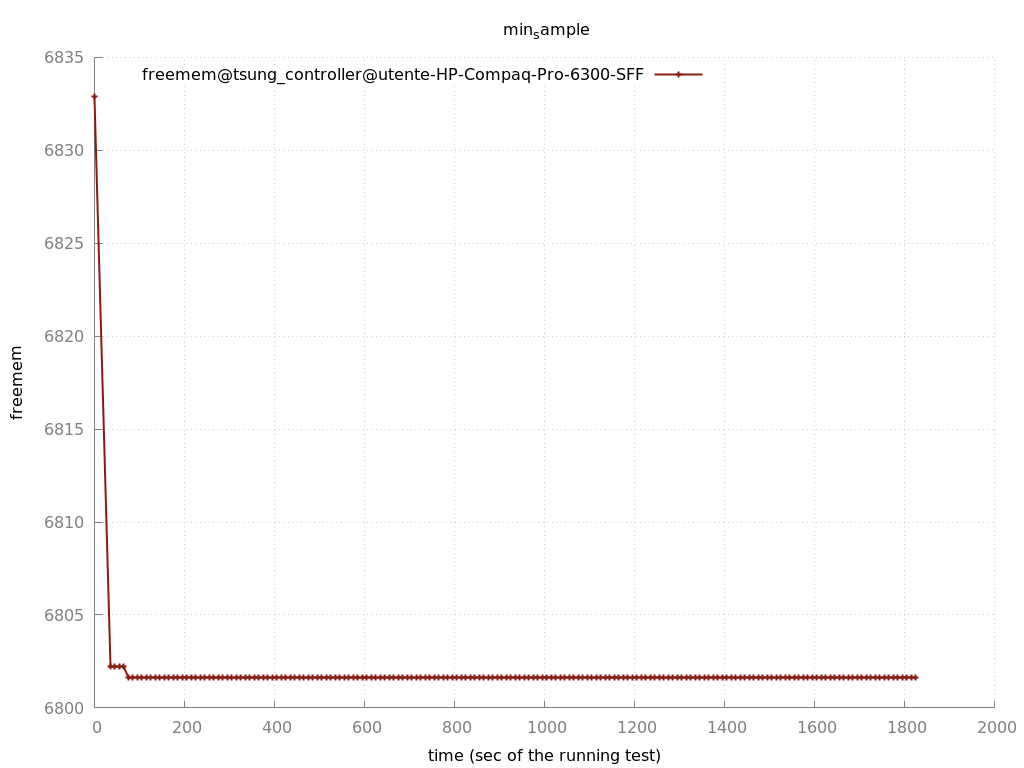 min_sample
6835
freemem@tsung_controller@utente-HP-Compaq-Pro-6300-SFF
6830
6825
6820
6815
6810
6805
6800
freemem
0 200 400 600 800 1000 1200 1400 1600 1800 2000
time (sec of the running test)